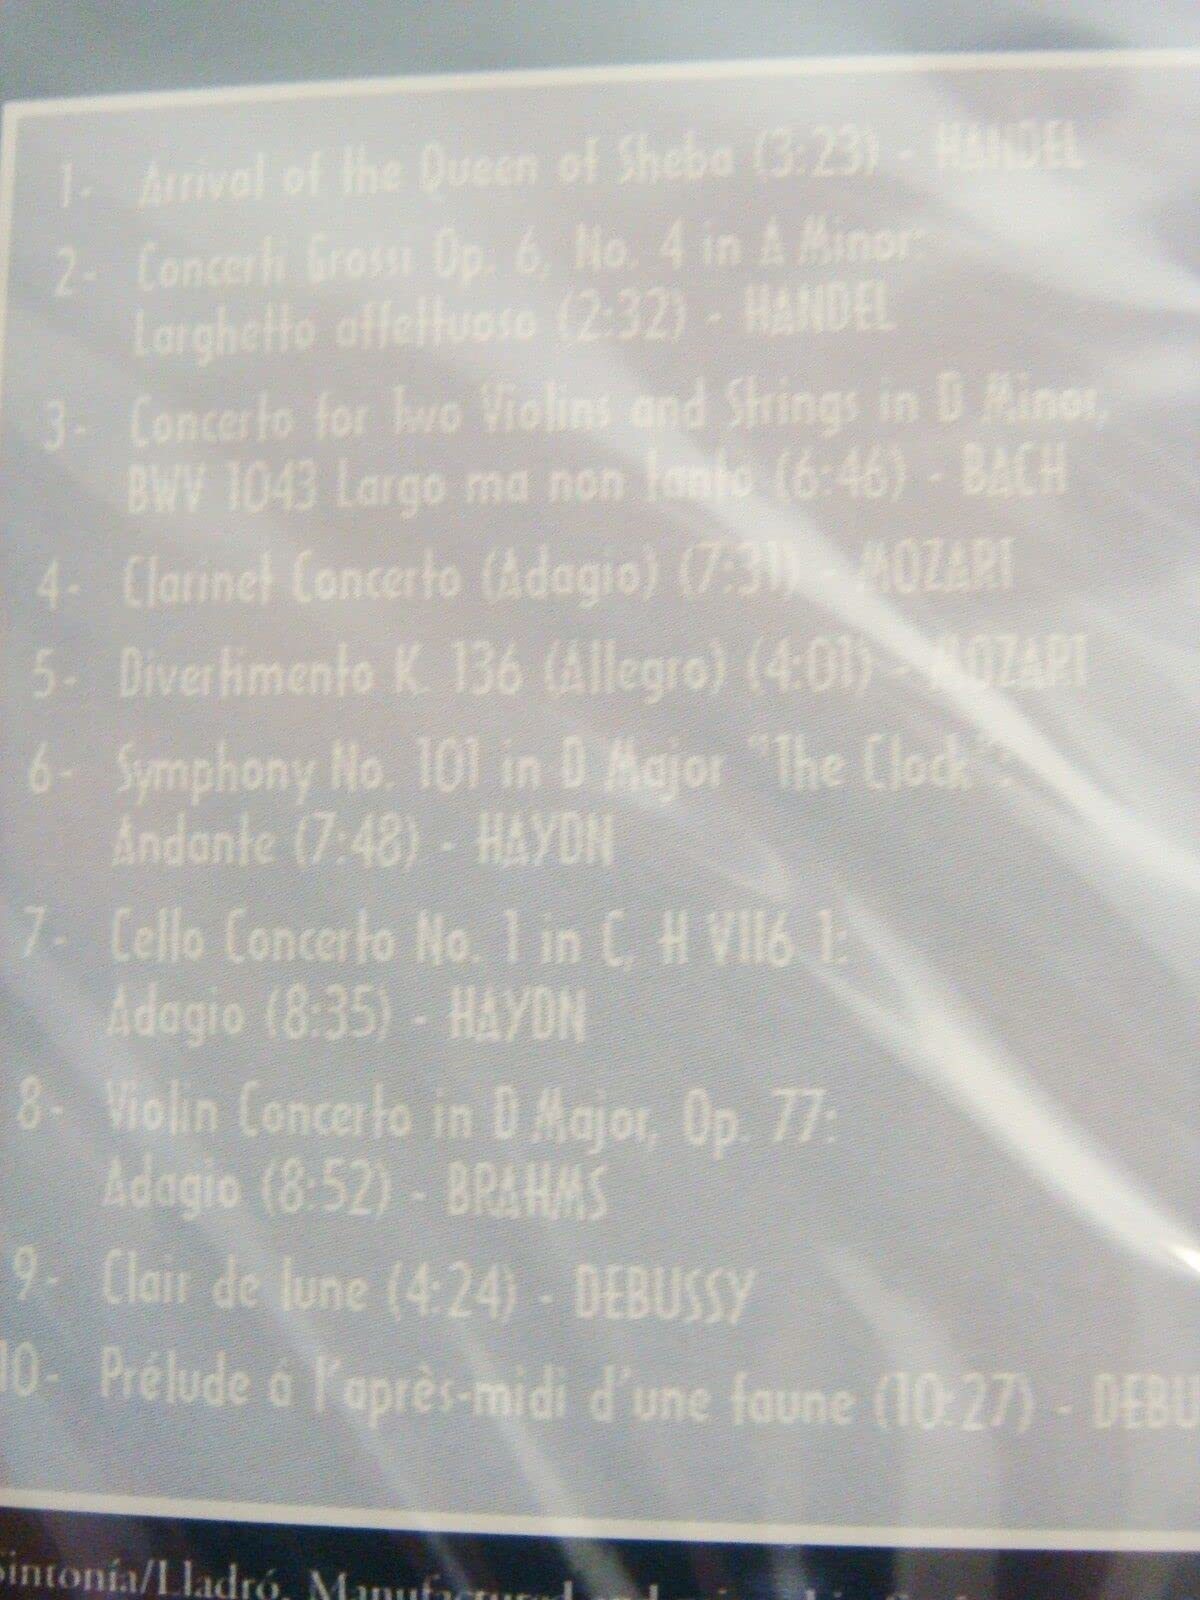 1- Arrival of the Queen of Sheba (3:23) - HANDEL
2- Concerti Grossi Op. 6, No. 4 in A Minor:
Larghetto affettuoso (2:32) - HANDEL
3- Concerto for Two Violins and Strings in D Minor,
BWV 1043 Largo ma non tanto (6:46) - BACH
4- Clarinet Concerto (Adagio) (7:31) - MOZART
5- Divertimento K. 136 (Allegro) (4:01) - MOZART
6- Symphony No. 101 in D Major "The Clock":
Andante (7:48) - HAYDN
7- Cello Concerto No. 1 in C, H VII6 1:
Adagio (8:35) - HAYDN
8- Violin Concerto in D Major, Op. 77:
Adagio (8:52) - BRAHMS
9- Clair de lune (4:24) - DEBUSSY
10- Prélude á l'après-midi d'une faune (10:27) - DEBU
Sintonía/Lladró. Manufactured